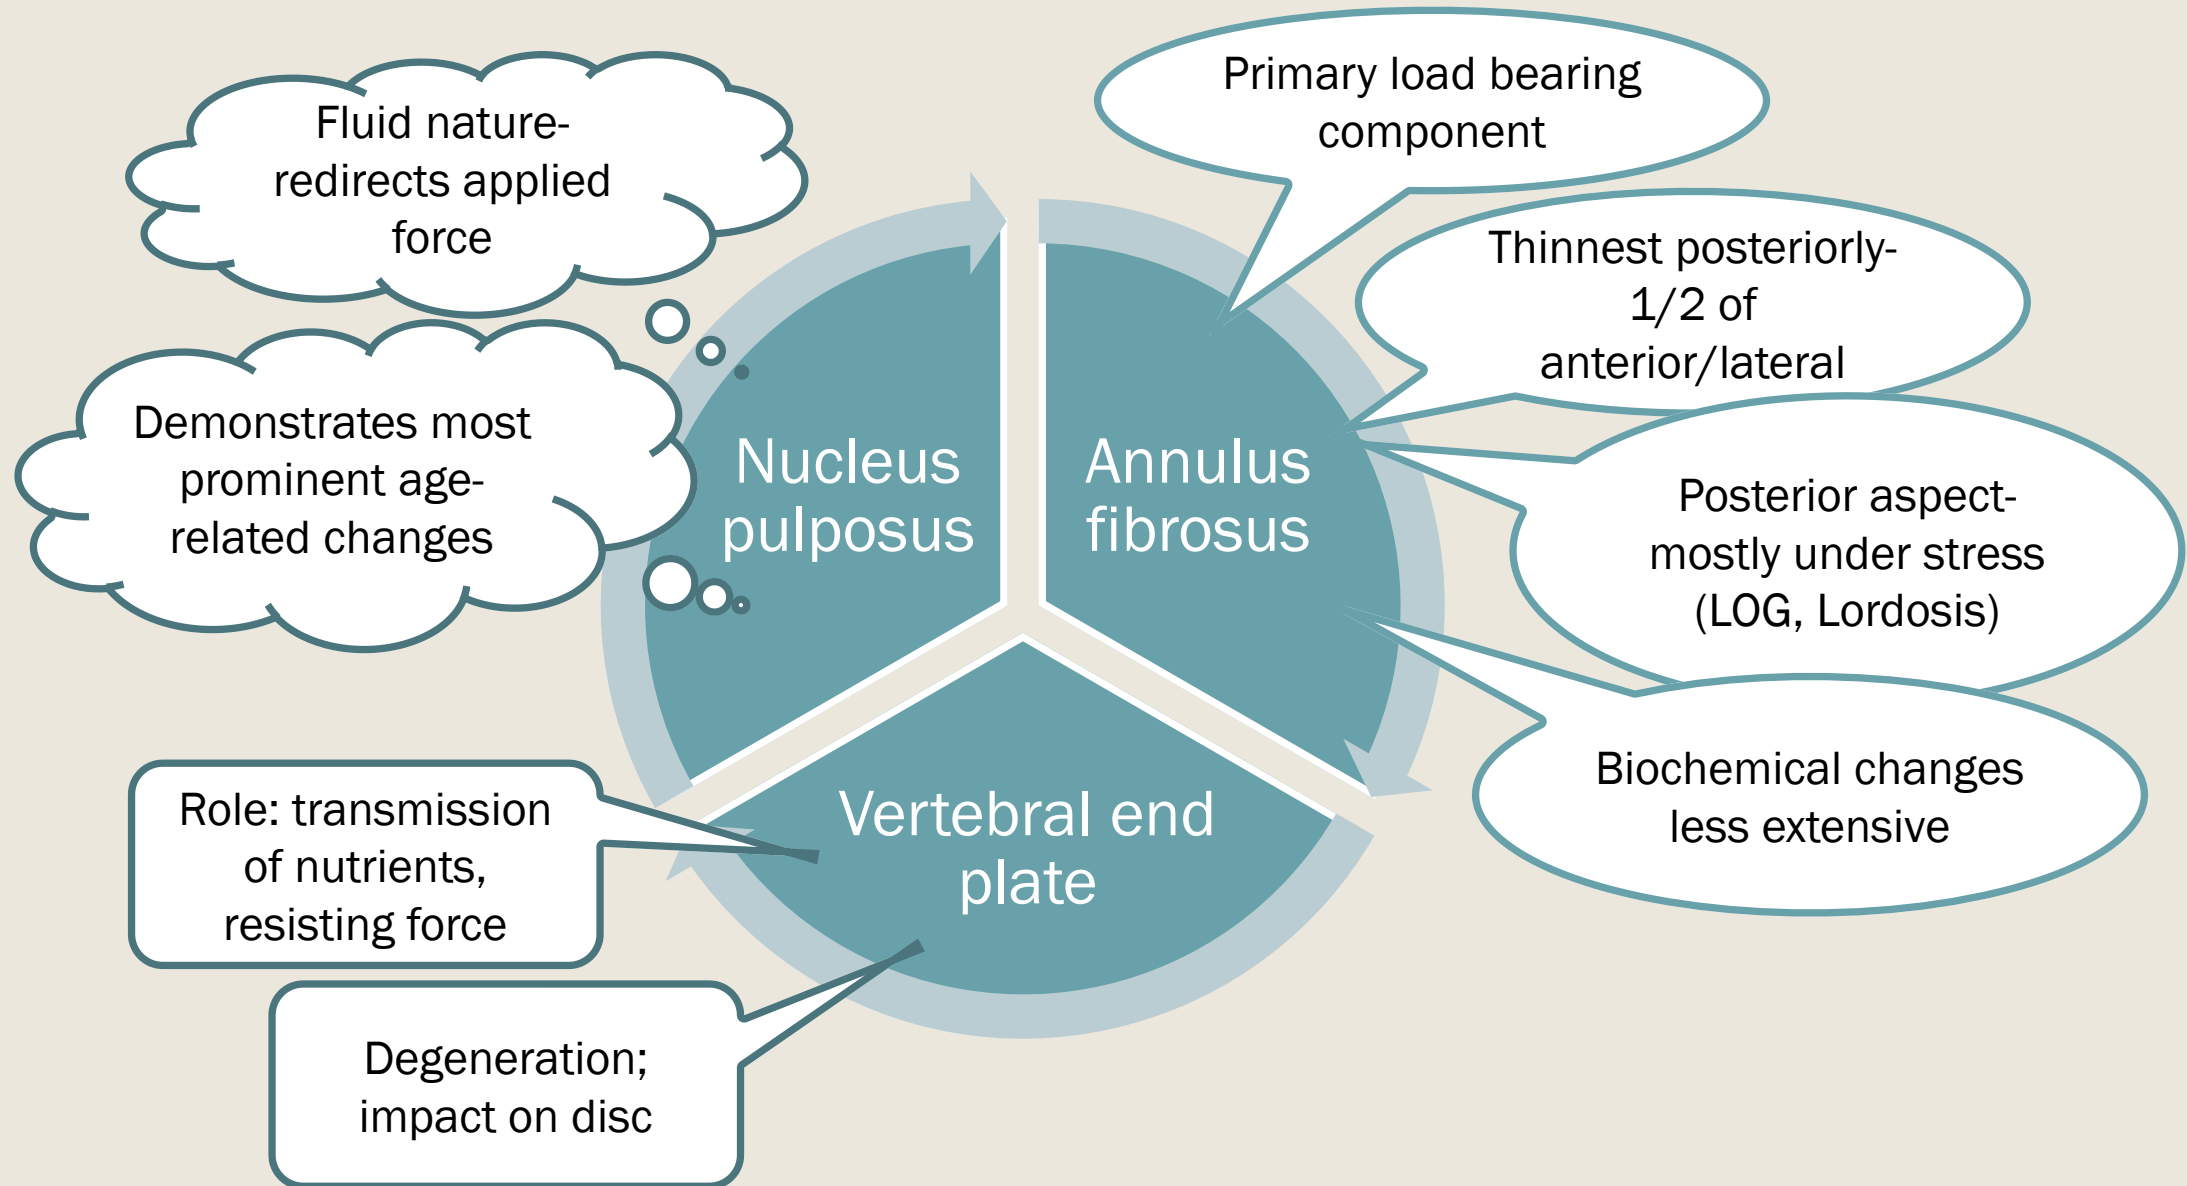 Fluid nature-
redirects applied
force
Demonstrates most
prominent age-
related changes
Nucleus
pulposus
Primary load bearing
component
Thinnest posteriorly-
1/2 of
anterior/lateral
Posterior aspect-
mostly under stress
(LOG, Lordosis)
Biochemical changes
less extensive
Annulus
fibrosus
Vertebral end
plate
Role: transmission
of nutrients,
resisting force
Degeneration;
impact on disc